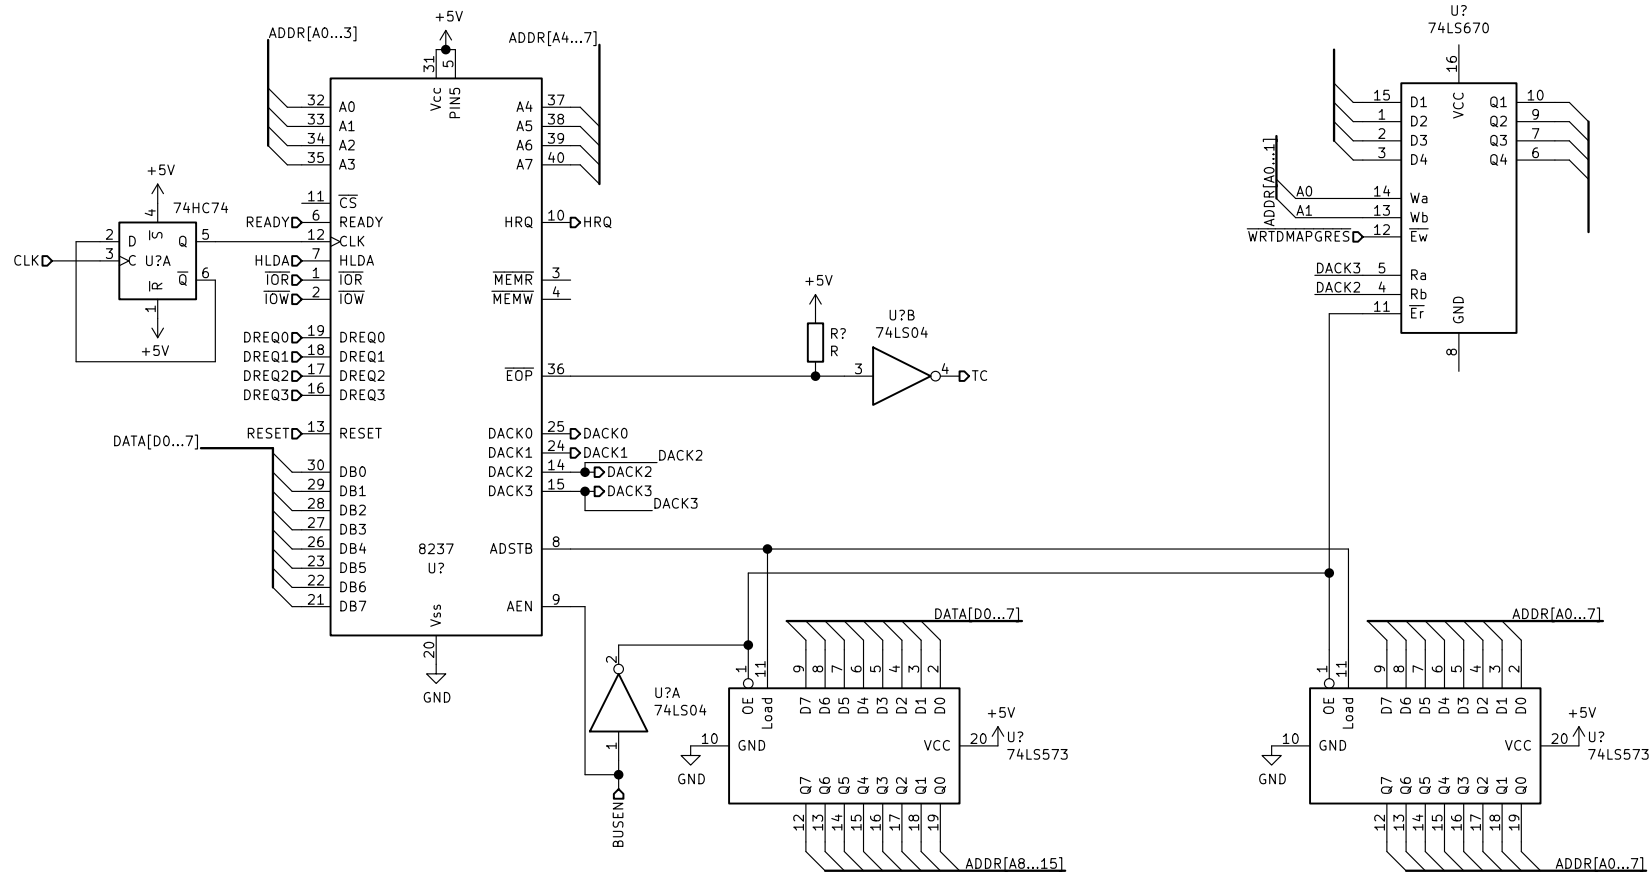 +5V
ADDR[A0...3]
ADDR[A4...7]
31
5
Vcc
PIN5
32 A0
33 A1
34 A2
35 A3
A4 37
A5 38
A6 39
A7 40
11 CS
READY 6 READY
12 CLK
HLDA 7 HLDA
IOR 1 IOR
IOW 2 IOW
DREQ0 19 DREQ0
DREQ1 18 DREQ1
DREQ2 17 DREQ2
DREQ3 16 DREQ3
RESET 13 RESET
DATA[D0...7]
30 DB0
29 DB1
28 DB2
27 DB3
26 DB4
23 DB5
22 DB6
21 DB7
HRQ 10 HRQ
MEMR 3
MEMW 4
EOP 36
DACK0 25 DACK0
DACK1 24 DACK1
DACK2
DACK2 14 DACK2
DACK3 15 DACK3
DACK3
8237
U?
ADSTB 8
AEN 9
Vss
20
GND
+5V
4
74HC74
2 D S Q 5
CLK 3 C U?A
R Q 6
1
+5V
+5V
R?
R
U?B
74LS04
3 4 TC
2
U?A
74LS04
1
BUSEN
U?
74LS670
16
VCC
15 D1 Q1 10
1 D2 Q2 9
2 D3 Q3 7
3 D4 Q4 6
ADDR[A0...1]
A0 14 Wa
A1 13 Wb
WRTDMAPGRES 12 Ew
DACK3 5 Ra
DACK2 4 Rb
11 Er
GND
8
DATA[D0...7]
1 11 9 8 7 6 5 4 3 2
OE Load D7 D6 D5 D4 D3 D2 D1 D0
+5V
10 GND VCC 20 U?
74LS573
GND
Q7 Q6 Q5 Q4 Q3 Q2 Q1 Q0
12 13 14 15 16 17 18 19
ADDR[A8...15]
ADDR[A0...7]
1 11 9 8 7 6 5 4 3 2
OE Load D7 D6 D5 D4 D3 D2 D1 D0
+5V
10 GND VCC 20 U?
74LS573
GND
Q7 Q6 Q5 Q4 Q3 Q2 Q1 Q0
12 13 14 15 16 17 18 19
ADDR[A0...7]